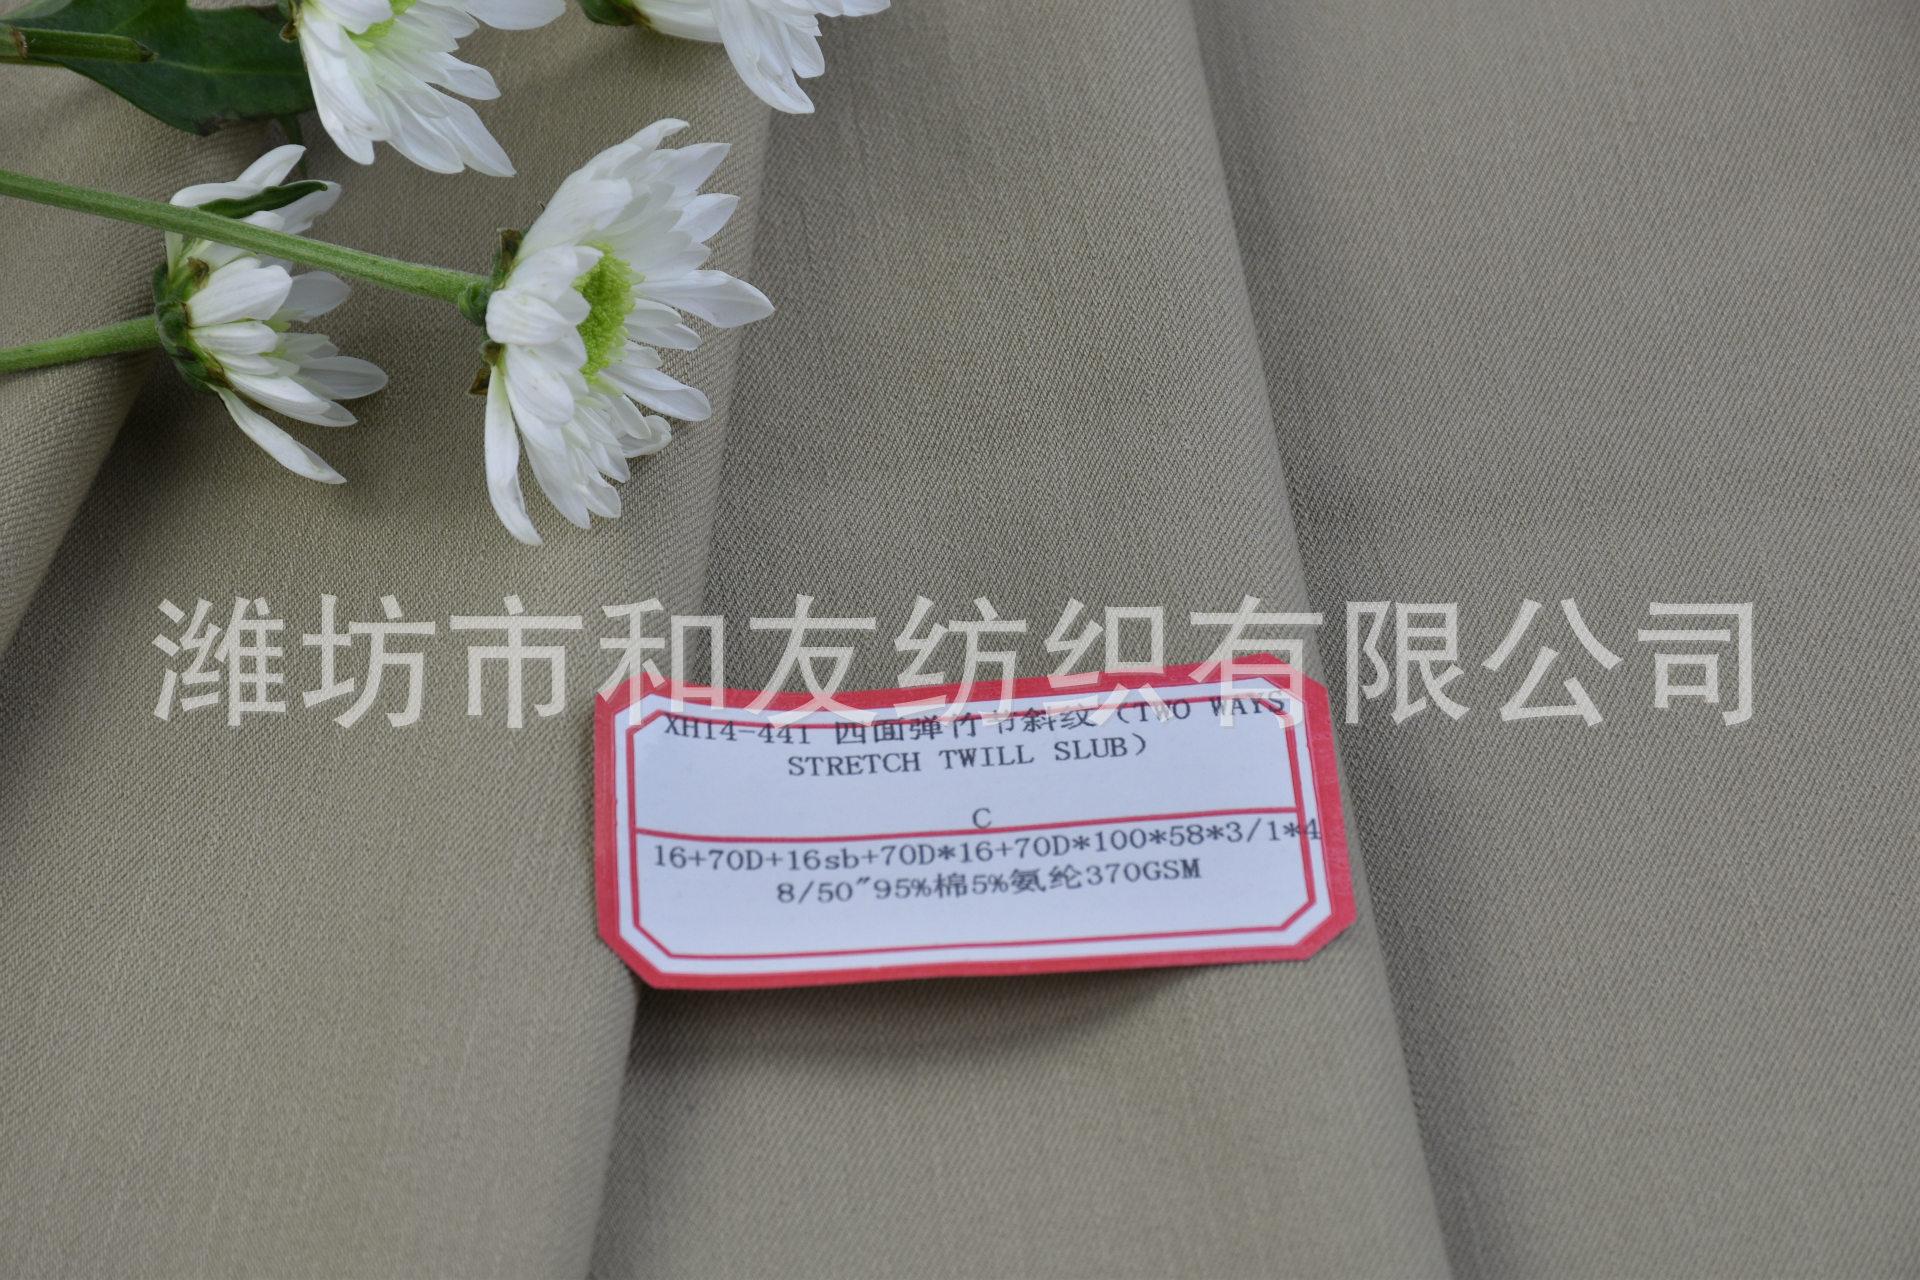 潍坊市和友纺织有限公司
XH14-441 四面弹竹节斜纹（TWO WAYS
STRETCH TWILL SLUB）
C
16+70D+16sb+70D*16+70D*100*58*3/1*4
8/50"95%棉5%氨纶370GSM